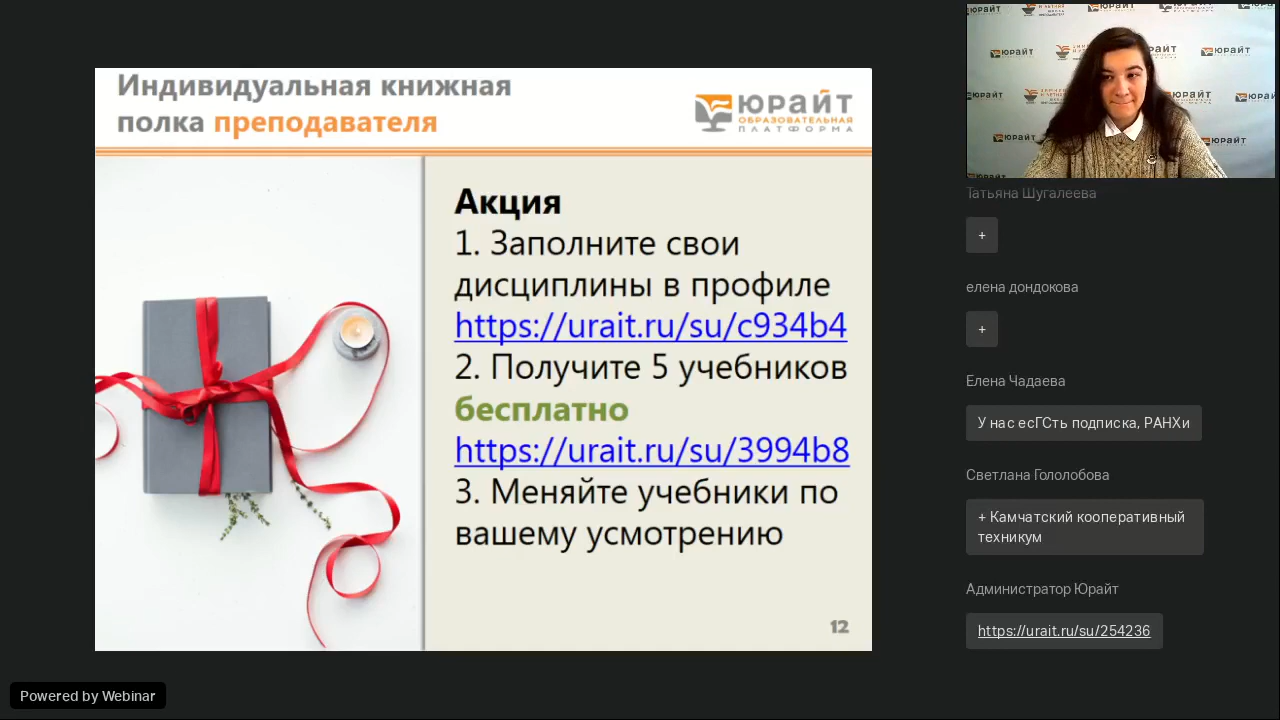 Индивидуальная книжная
полка преподавателя
ЮРАЙТ
ОБРАЗОВАТЕЛЬНАЯ
ПЛАТФОРМА
Акция
1. Заполните свои
дисциплины в профиле
https://urait.ru/su/c934b4
2. Получите 5 учебников
бесплатно
https://urait.ru/su/3994b8
3. Меняйте учебники по
вашему усмотрению
12
Татьяна Шугалеева
+
елена дондокова
+
Елена Чадаева
У нас есГСть подписка, РАНХи
Светлана Гололобова
+ Камчатский кооперативный
техникум
Администратор Юрайт
https://urait.ru/su/254236
Powered by Webinar